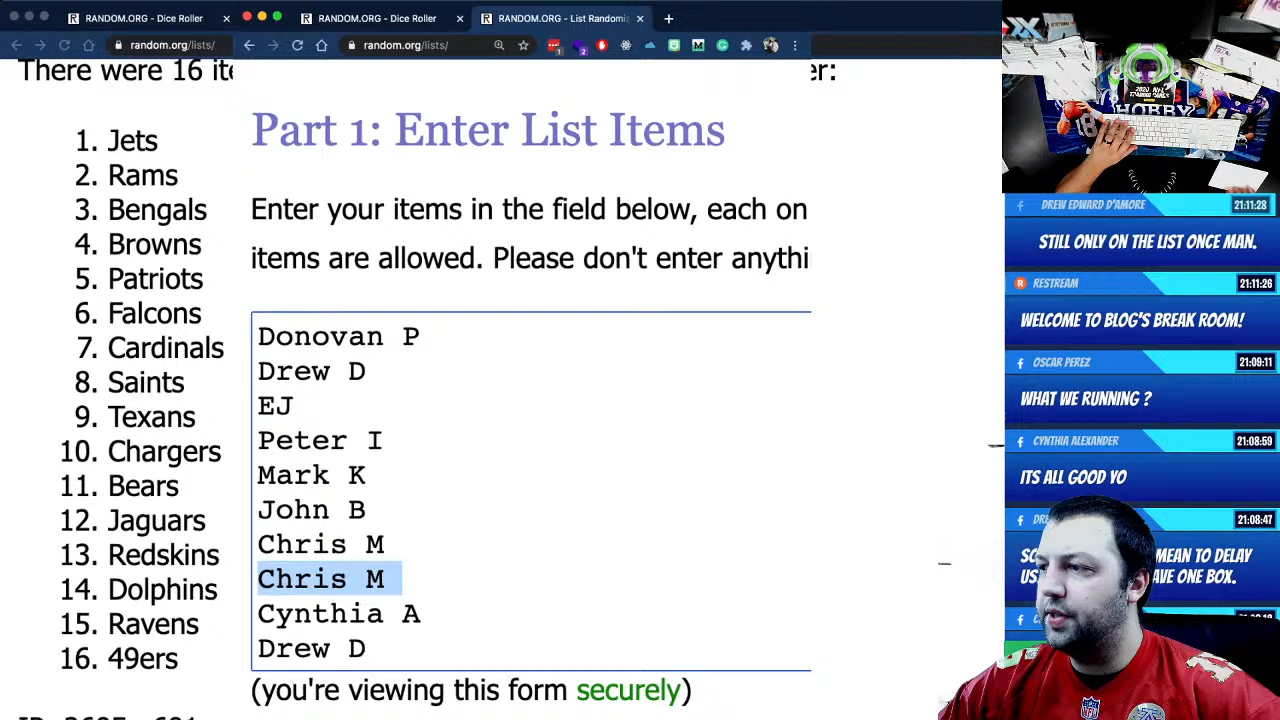 RANDOM.ORG - Dice Roller
RANDOM.ORG - Dice Roller
RANDOM.ORG - List Randomiz
random.org/lists/
random.org/lists/
There were 16 ite
er:
1. Jets
2. Rams
3. Bengals
4. Browns
5. Patriots
6. Falcons
7. Cardinals
8. Saints
9. Texans
10. Chargers
11. Bears
12. Jaguars
13. Redskins
14. Dolphins
15. Ravens
16. 49ers
Part 1: Enter List Items
Enter your items in the field below, each on
items are allowed. Please don't enter anythi
Donovan P
Drew D
EJ
Peter I
Mark K
John B
Chris M
Chris M
Cynthia A
Drew D
(you're viewing this form securely)
HOBBY
DREW EDWARD D'AMORE
21:11:28
STILL ONLY ON THE LIST ONCE MAN.
RESTREAM
21:11:26
WELCOME TO BLOG'S BREAK ROOM!
OSCAR PEREZ
21:09:11
WHAT WE RUNNING ?
CYNTHIA ALEXANDER
21:08:59
ITS ALL GOOD YO
21:08:47
MEAN TO DELAY
ONE BOX.